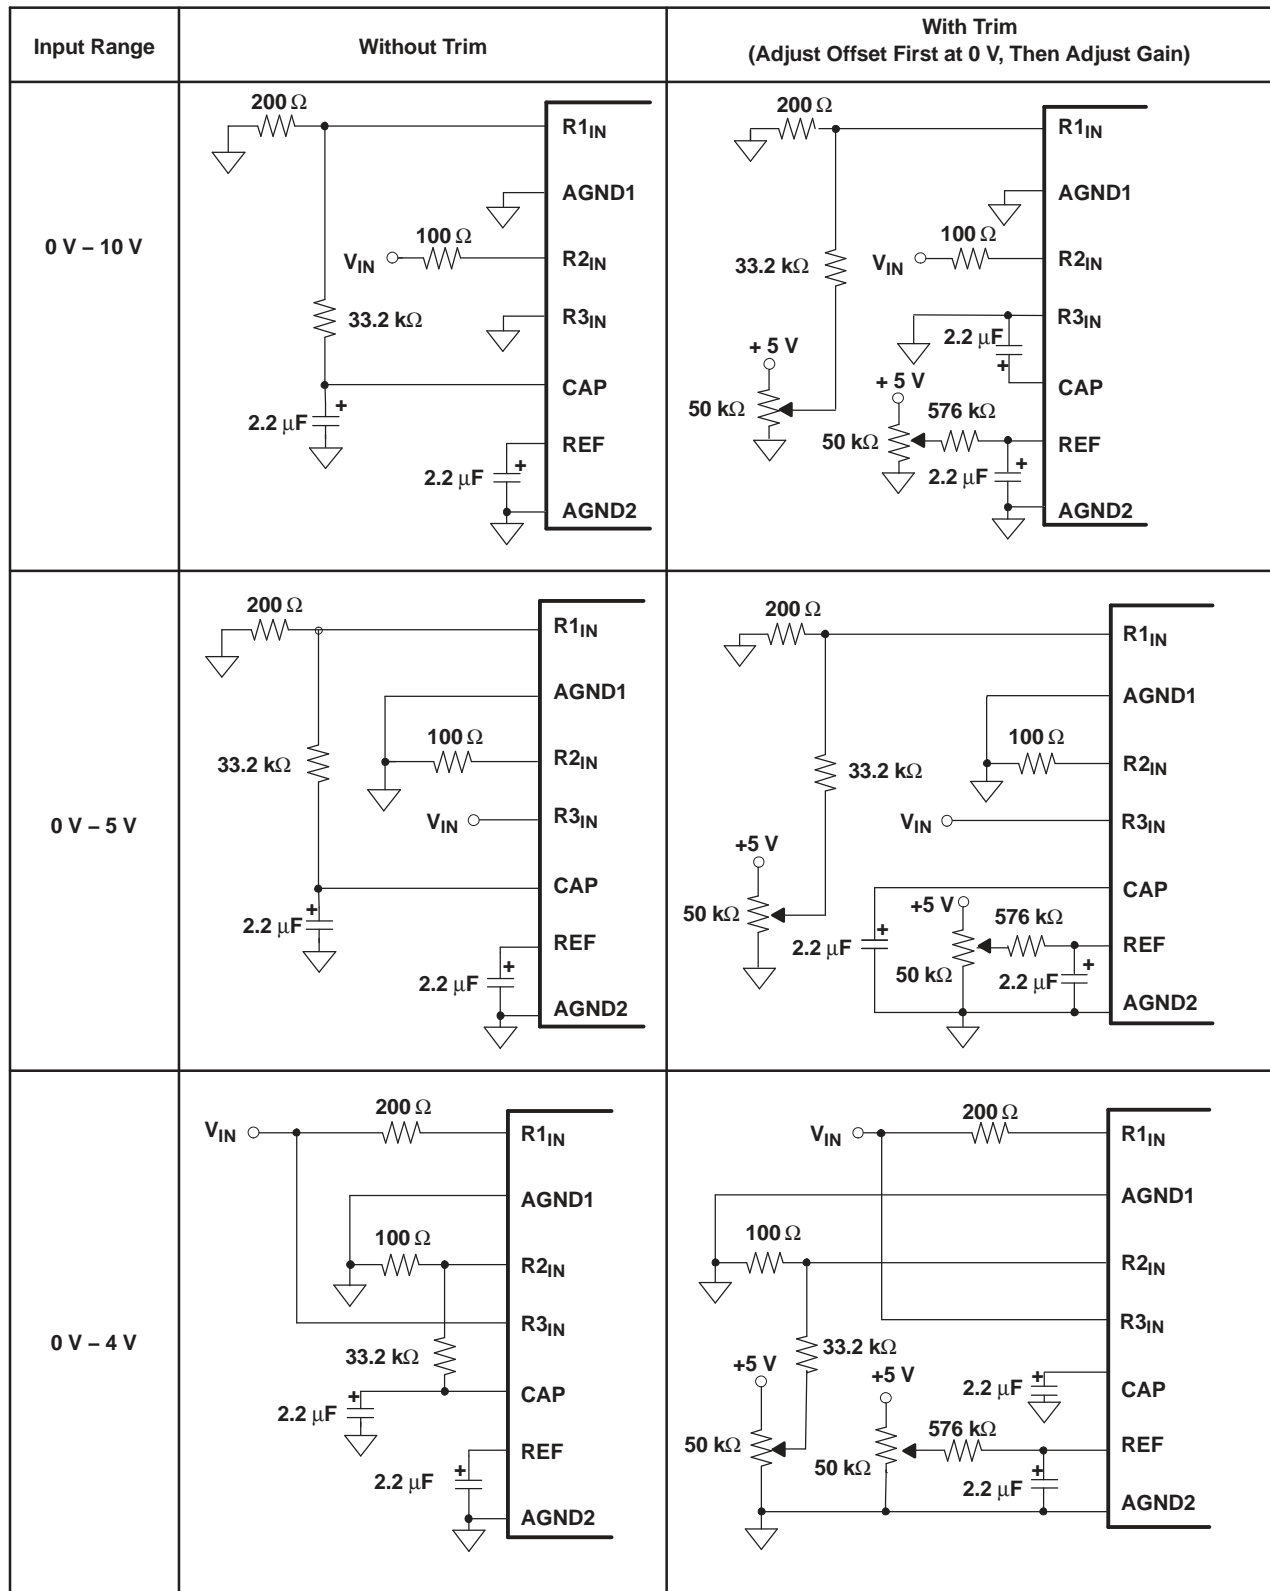 Input Range
Without Trim
With Trim
(Adjust Offset First at 0 V, Then Adjust Gain)
0 V – 10 V
200 Ω
R1IN
AGND1
100 Ω
VIN
R2IN
33.2 kΩ
R3IN
CAP
+
2.2 μF
REF
+
2.2 μF
AGND2
200 Ω
R1IN
AGND1
100 Ω
33.2 kΩ
VIN
R2IN
R3IN
2.2 μF
+
+ 5 V
CAP
+ 5 V
50 kΩ
576 kΩ
50 kΩ
REF
+
2.2 μF
AGND2
0 V – 5 V
200 Ω
R1IN
AGND1
100 Ω
33.2 kΩ
R2IN
VIN
R3IN
CAP
+
2.2 μF
REF
+
2.2 μF
AGND2
200 Ω
R1IN
AGND1
100 Ω
33.2 kΩ
R2IN
VIN
R3IN
+5 V
CAP
50 kΩ
+5 V
576 kΩ
+
2.2 μF
REF
50 kΩ
+
2.2 μF
AGND2
0 V – 4 V
200 Ω
VIN
R1IN
AGND1
100 Ω
R2IN
R3IN
33.2 kΩ
CAP
+
2.2 μF
REF
+
2.2 μF
AGND2
200 Ω
VIN
R1IN
AGND1
100 Ω
R2IN
R3IN
33.2 kΩ
+5 V
+5 V
+
2.2 μF
CAP
50 kΩ
576 kΩ
REF
50 kΩ
+
2.2 μF
AGND2